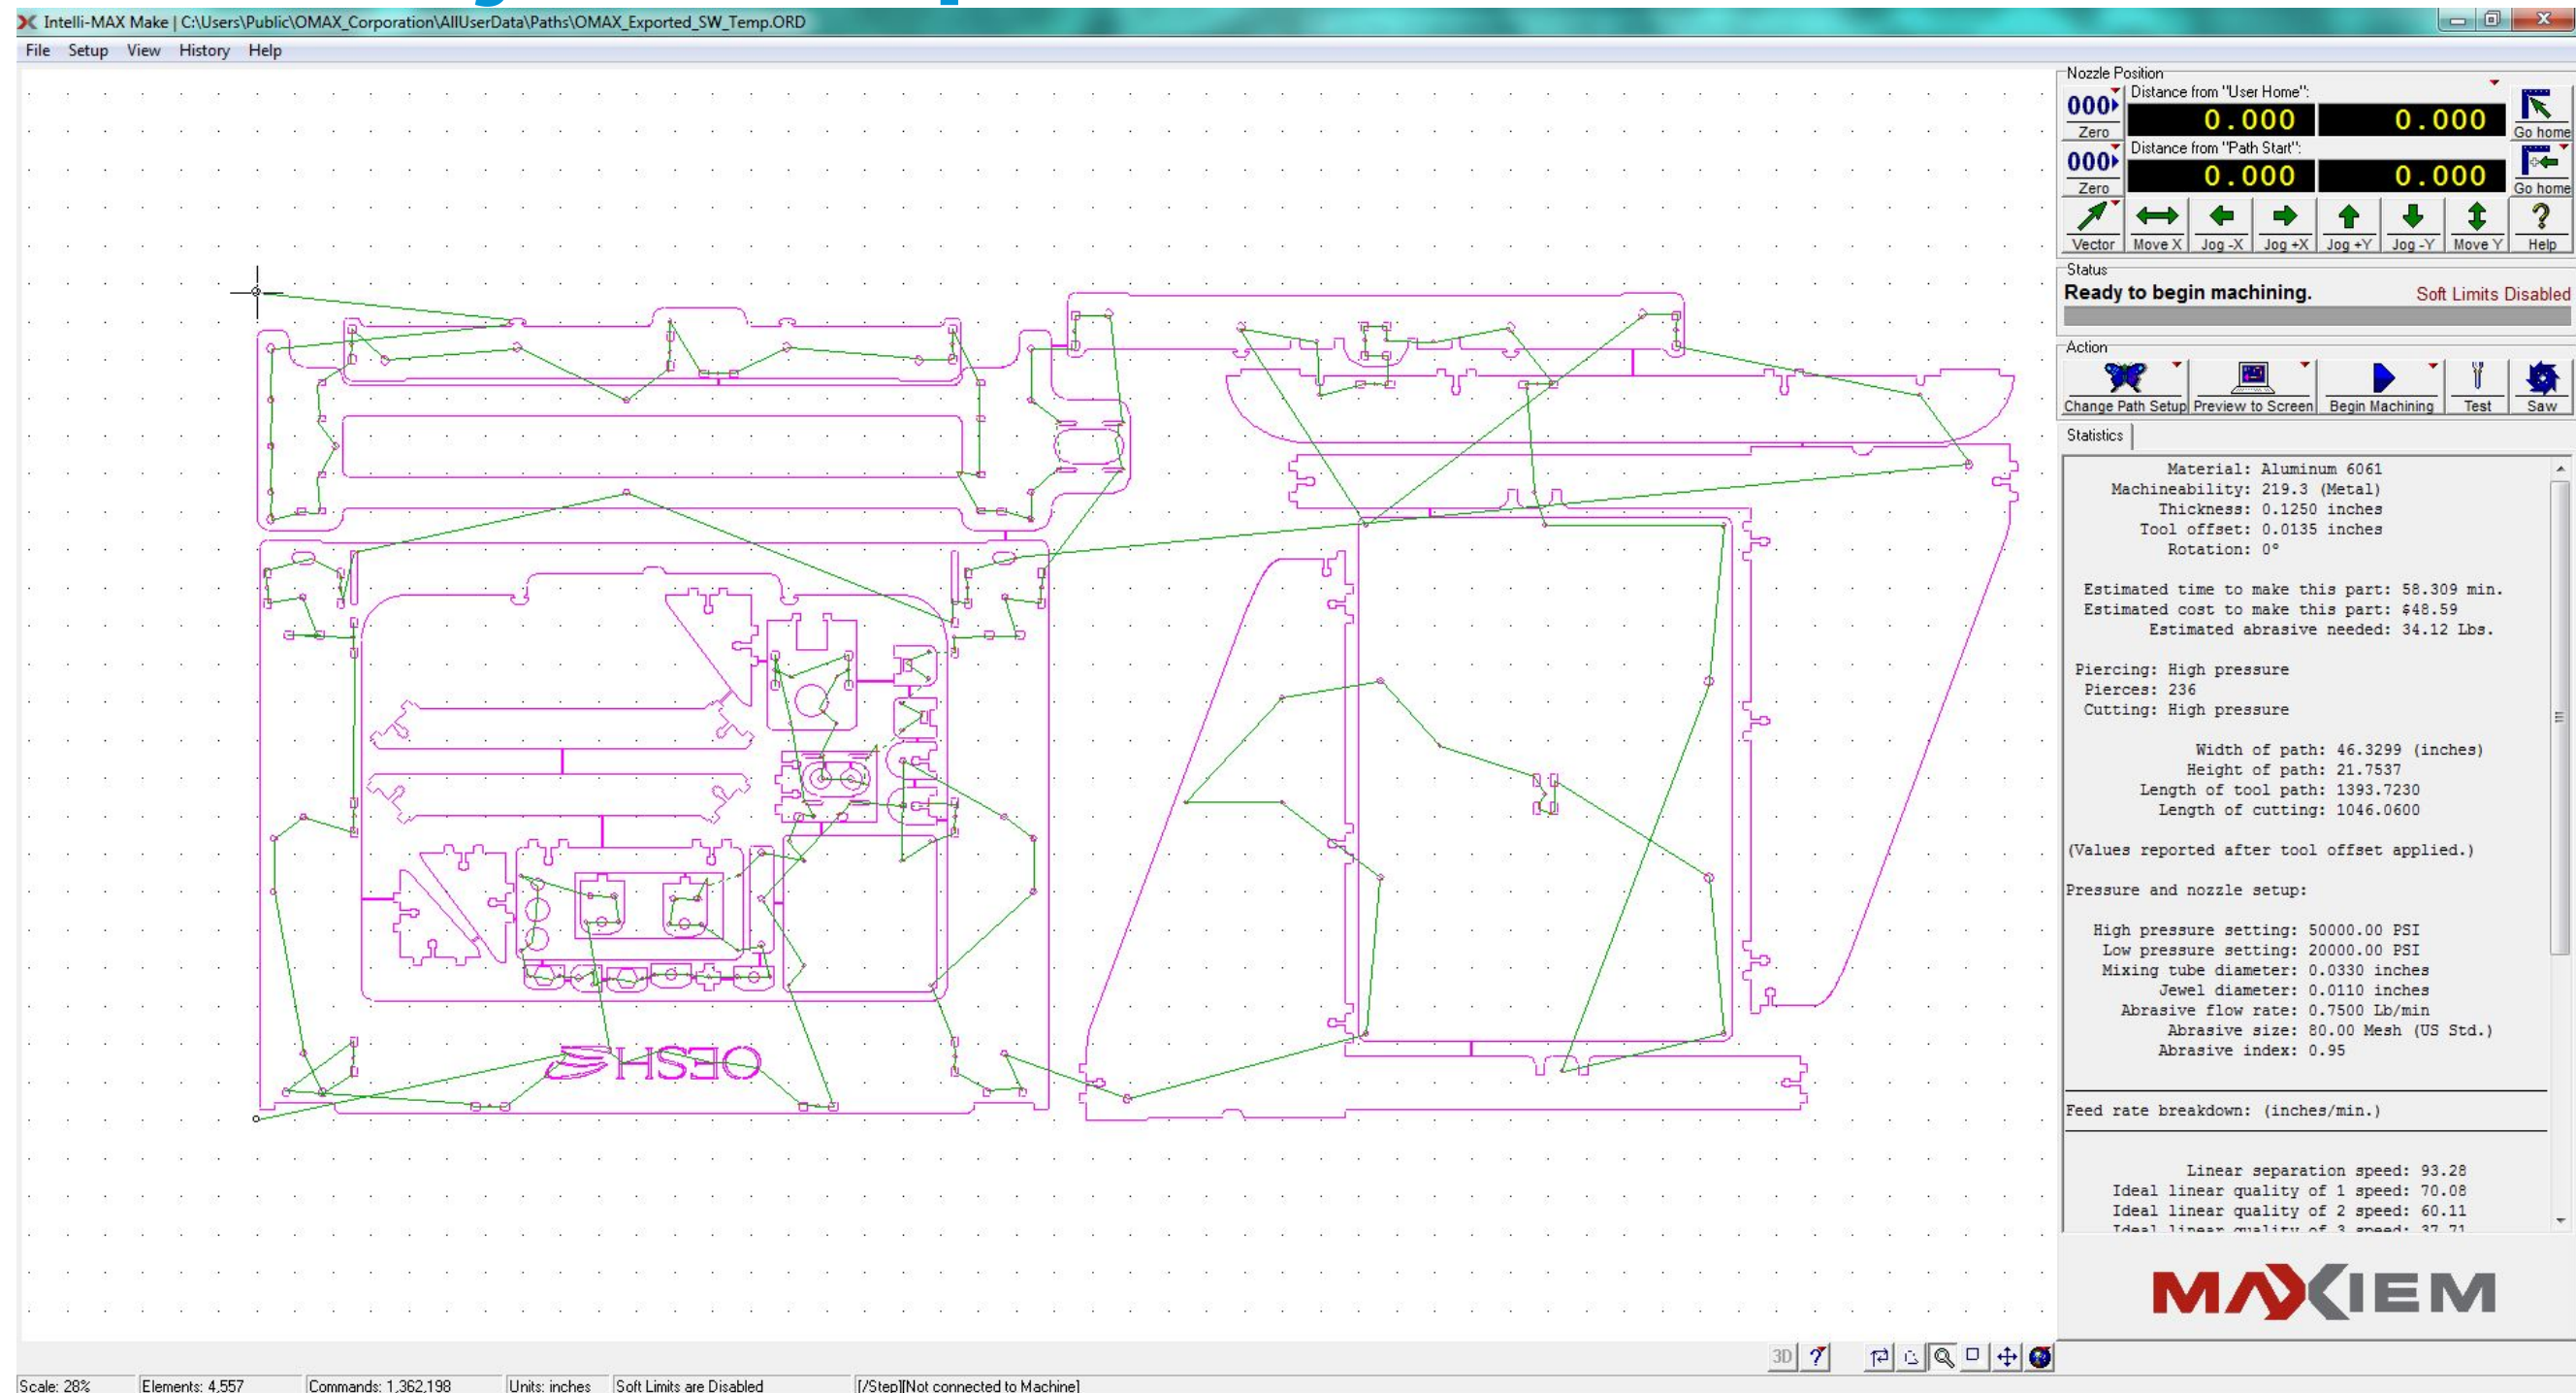 Intelli-MAX Make | C:\Users\Public\OMAX_Corporation\AllUserData\Paths\OMAX_Exported_SW_Temp.ORD
File Setup View History Help
Nozzle Position
Distance from "User Home":
000 0.000 0.000
Zero Go home
Distance from "Path Start":
000 0.000 0.000
Zero Go home
Vector Move X Jog -X Jog +X Jog +Y Jog -Y Move Y Help
Status
Ready to begin machining. Soft Limits Disabled
Action
Change Path Setup Preview to Screen Begin Machining Test Saw
Statistics
Material: Aluminum 6061
Machineability: 219.3 (Metal)
Thickness: 0.1250 inches
Tool offset: 0.0135 inches
Rotation: 0°
Estimated time to make this part: 58.309 min.
Estimated cost to make this part: $48.59
Estimated abrasive needed: 34.12 Lbs.
Piercing: High pressure
Pierces: 236
Cutting: High pressure
Width of path: 46.3299 (inches)
Height of path: 21.7537
Length of tool path: 1393.7230
Length of cutting: 1046.0600
(Values reported after tool offset applied.)
Pressure and nozzle setup:
High pressure setting: 50000.00 PSI
Low pressure setting: 20000.00 PSI
Mixing tube diameter: 0.0330 inches
Jewel diameter: 0.0110 inches
Abrasive flow rate: 0.7500 Lb/min
Abrasive size: 80.00 Mesh (US Std.)
Abrasive index: 0.95
Feed rate breakdown: (inches/min.)
Linear separation speed: 93.28
Ideal linear quality of 1 speed: 70.08
Ideal linear quality of 2 speed: 60.11
Ideal linear quality of 3 speed: 37.71
OESH
MAXIEM
3D ?
Scale: 28% Elements: 4,557 Commands: 1,362,198 Units: inches Soft Limits are Disabled [/Step][Not connected to Machine]